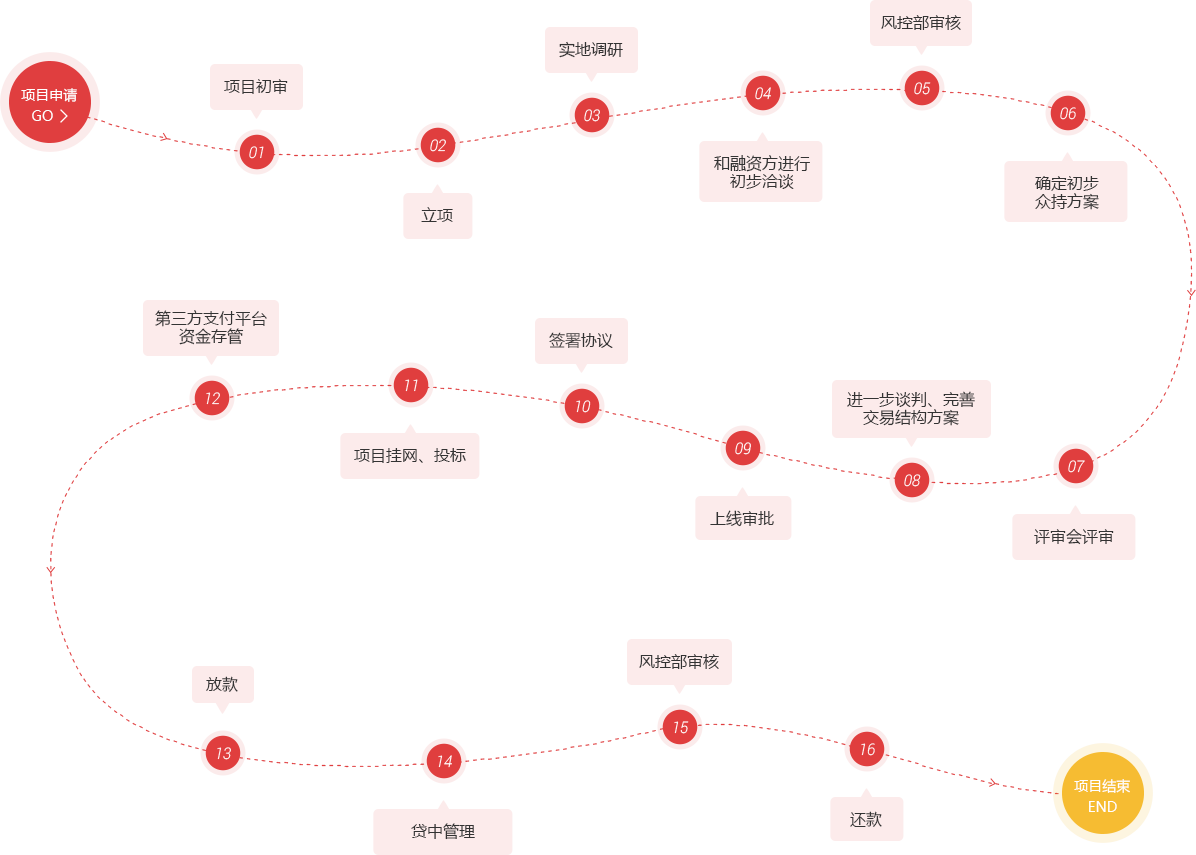 项目申请
GO >
项目初审
01
02
立项
实地调研
03
04
和融资方进行
初步洽谈
风控部审核
05
06
确定初步
众持方案
07
评审会评审
进一步谈判、完善
交易结构方案
08
09
上线审批
签署协议
10
11
项目挂网、投标
第三方支付平台
资金存管
12
放款
13
14
贷中管理
风控部审核
15
16
还款
项目结束
END